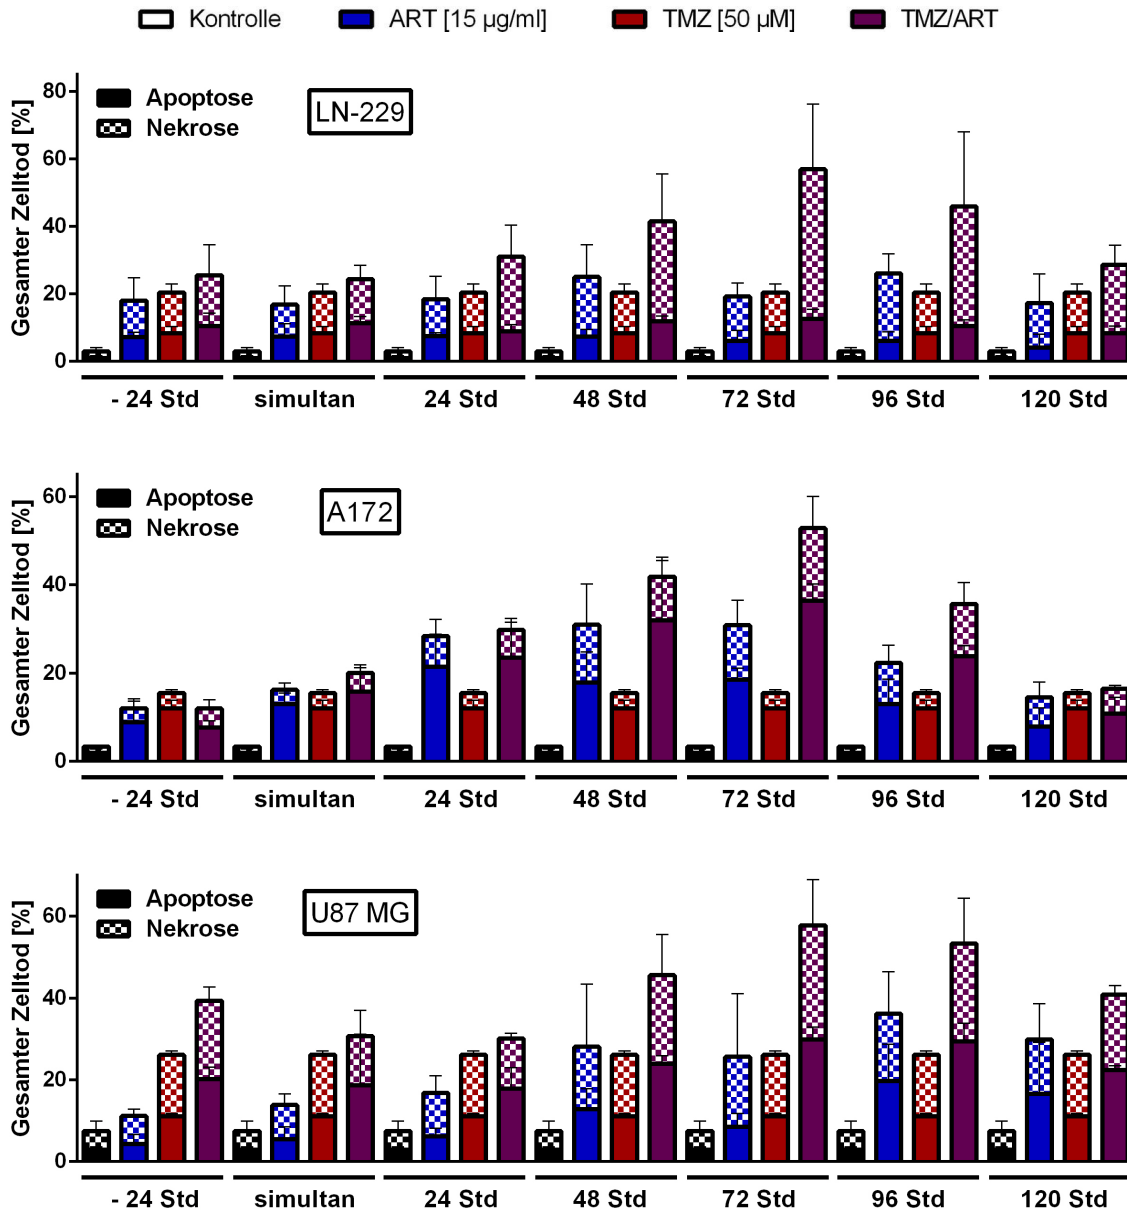 Kontrolle ART [15 µg/ml] TMZ [50 µM] TMZ/ART
Gesamter Zelltod [%]
80
60
40
20
0
Apoptose
Nekrose
LN-229
- 24 Std simultan 24 Std 48 Std 72 Std 96 Std 120 Std
Gesamter Zelltod [%]
60
40
20
0
Apoptose
Nekrose
A172
- 24 Std simultan 24 Std 48 Std 72 Std 96 Std 120 Std
Gesamter Zelltod [%]
60
40
20
0
Apoptose
Nekrose
U87 MG
- 24 Std simultan 24 Std 48 Std 72 Std 96 Std 120 Std